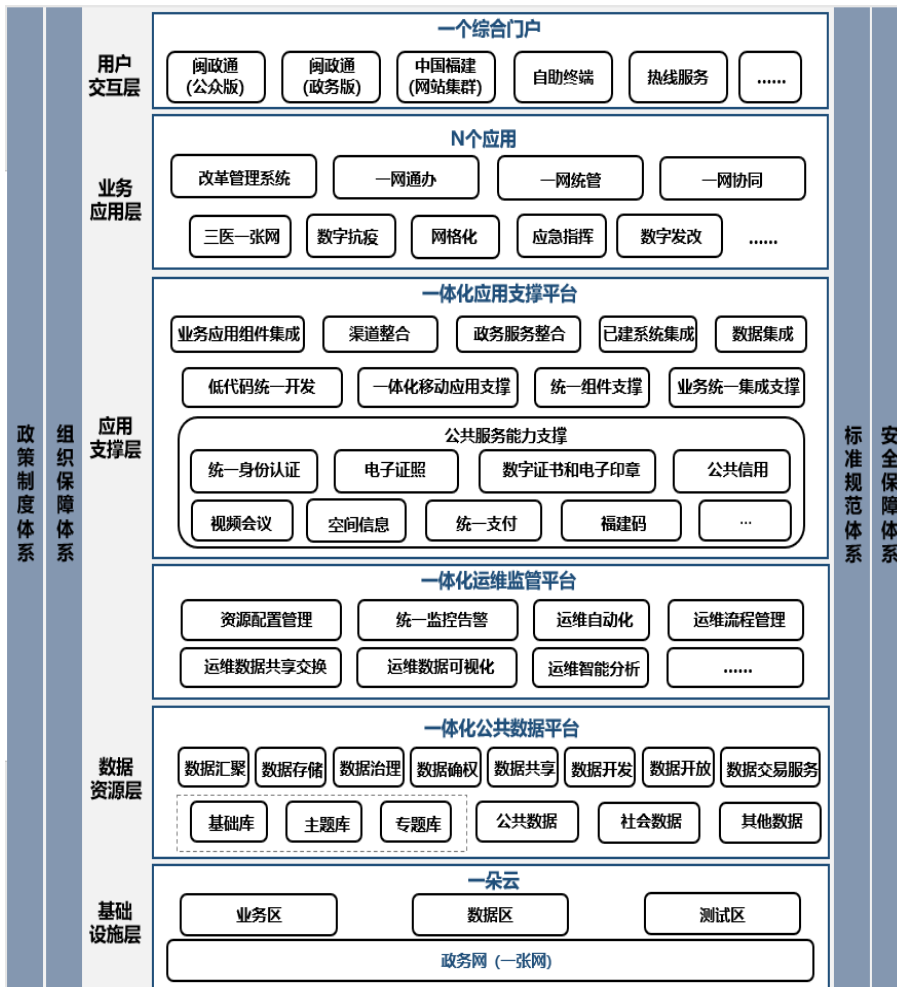 一个综合门户
用户
交互层
闽政通
(公众版)
闽政通
(政务版)
中国福建
(网站集群)
自助终端
热线服务
......
N个应用
业务
应用层
改革管理系统
一网通办
一网统管
一网协同
三医一张网
数字抗疫
网格化
应急指挥
数字发改
......
一体化应用支撑平台
应用
支撑层
业务应用组件集成
渠道整合
政务服务整合
已建系统集成
数据集成
低代码统一开发
一体化移动应用支撑
统一组件支撑
业务统一集成支撑
公共服务能力支撑
统一身份认证
电子证照
数字证书和电子印章
公共信用
视频会议
空间信息
统一支付
福建码
...
一体化运维监管平台
资源配置管理
统一监控告警
运维自动化
运维流程管理
运维数据共享交换
运维数据可视化
运维智能分析
......
一体化公共数据平台
数据
资源层
数据汇聚
数据存储
数据治理
数据确权
数据共享
数据开发
数据开放
数据交易服务
基础库
主题库
专题库
公共数据
社会数据
其他数据
一朵云
基础
设施层
业务区
数据区
测试区
政务网 (一张网)
政策制度体系
组织保障体系
标准规范体系
安全保障体系